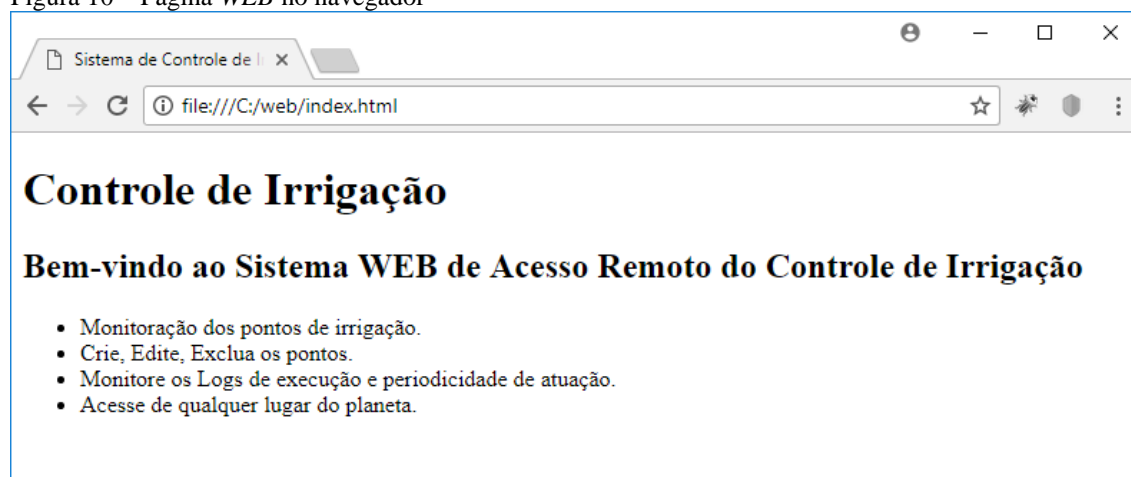 Figura 16 – Página WEB no navegador
Sistema de Controle de I
file:///C:/web/index.html
Controle de Irrigação
Bem-vindo ao Sistema WEB de Acesso Remoto do Controle de Irrigação
Monitoração dos pontos de irrigação.
Crie, Edite, Exclua os pontos.
Monitore os Logs de execução e periodicidade de atuação.
Acesse de qualquer lugar do planeta.